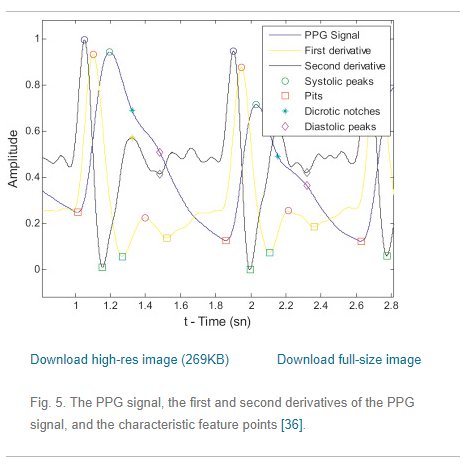 PPG Signal
First derivative
Second derivative
Systolic peaks
Pits
Dicrotic notches
Diastolic peaks
Amplitude
1
0.8
0.6
0.4
0.2
0
1 1.2 1.4 1.6 1.8 2 2.2 2.4 2.6 2.8
t - Time (sn)
Download high-res image (269KB) Download full-size image
Fig. 5. The PPG signal, the first and second derivatives of the PPG
signal, and the characteristic feature points [36].